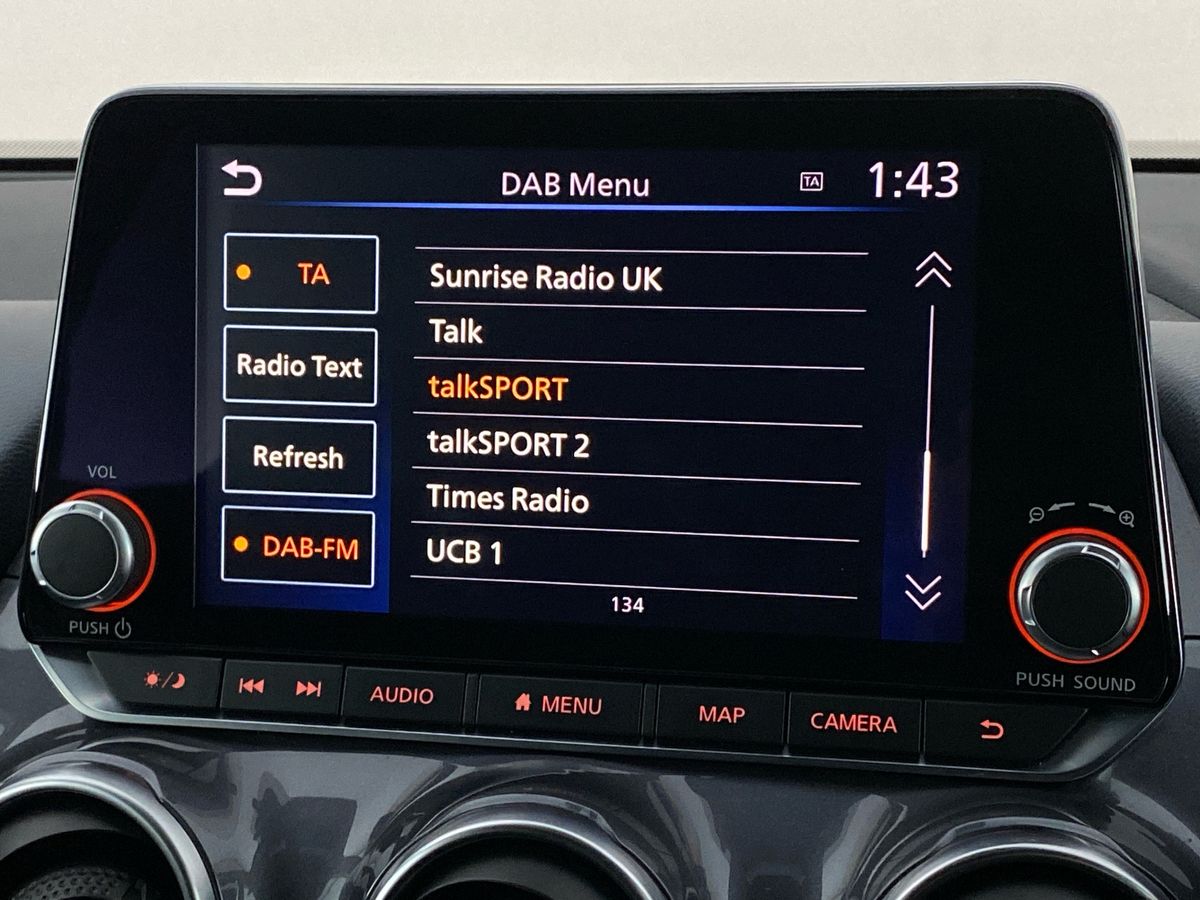 DAB Menu
TA
1:43
TA
Radio Text
Refresh
DAB-FM
Sunrise Radio UK
Talk
talkSPORT
talkSPORT 2
Times Radio
UCB 1
134
VOL
PUSH
PUSH SOUND
AUDIO
MENU
MAP
CAMERA